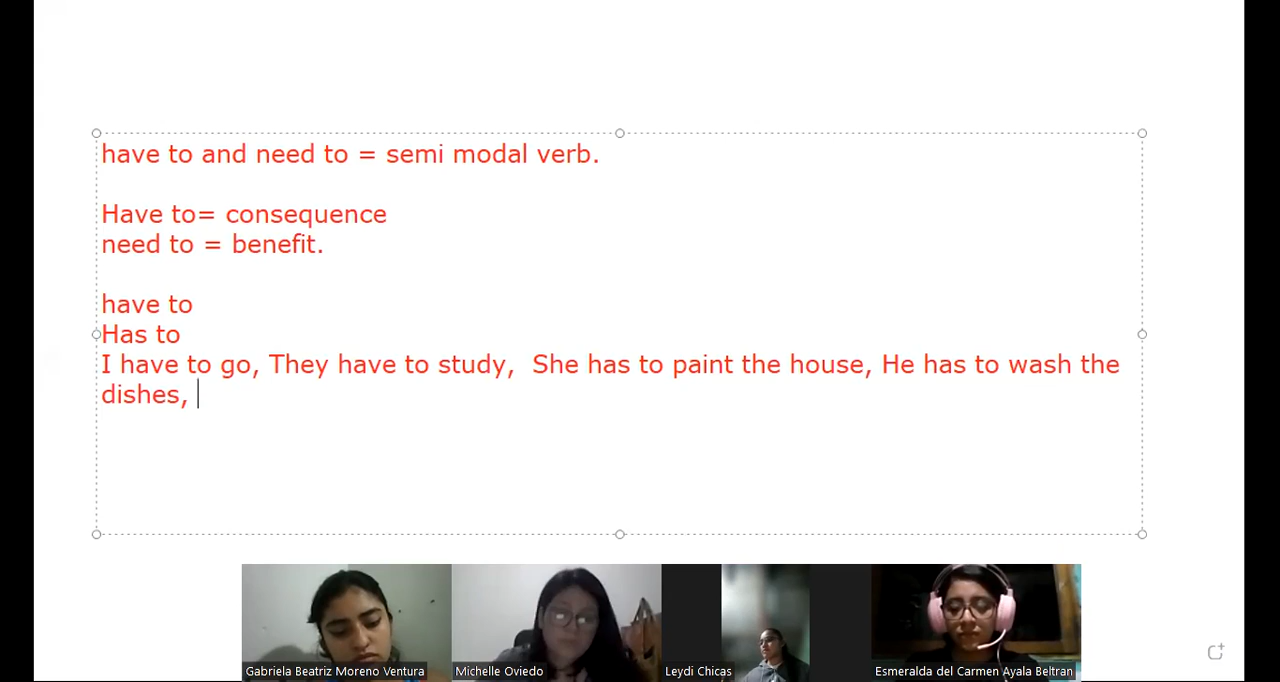 have to and need to = semi modal verb.
Have to= consequence
need to = benefit.
have to
Has to
I have to go, They have to study,  She has to paint the house, He has to wash the
dishes,
Gabriela Beatriz Moreno Ventura
Michelle Oviedo
Leydi Chicas
Esmeralda del Carmen Ayala Beltran